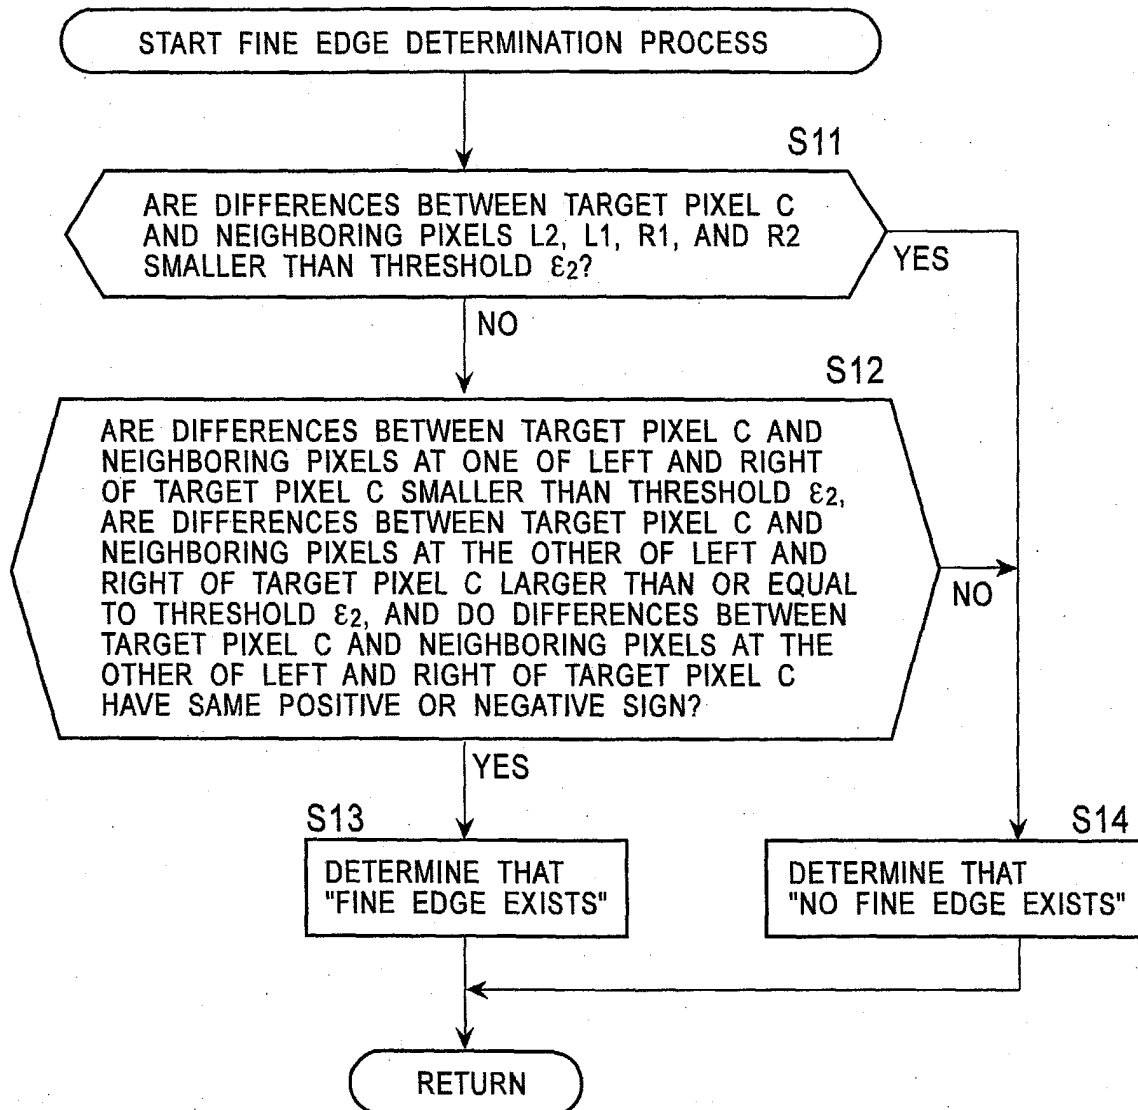 START FINE EDGE DETERMINATION PROCESS
S11
ARE DIFFERENCES BETWEEN TARGET PIXEL C
AND NEIGHBORING PIXELS L2, L1, R1, AND R2
SMALLER THAN THRESHOLD ε2?
YES
NO
S12
ARE DIFFERENCES BETWEEN TARGET PIXEL C AND
NEIGHBORING PIXELS AT ONE OF LEFT AND RIGHT
OF TARGET PIXEL C SMALLER THAN THRESHOLD ε2,
ARE DIFFERENCES BETWEEN TARGET PIXEL C AND
NEIGHBORING PIXELS AT THE OTHER OF LEFT AND
RIGHT OF TARGET PIXEL C LARGER THAN OR EQUAL
TO THRESHOLD ε2, AND DO DIFFERENCES BETWEEN
TARGET PIXEL C AND NEIGHBORING PIXELS AT THE
OTHER OF LEFT AND RIGHT OF TARGET PIXEL C
HAVE SAME POSITIVE OR NEGATIVE SIGN?
NO
YES
S13
DETERMINE THAT
"FINE EDGE EXISTS"
S14
DETERMINE THAT
"NO FINE EDGE EXISTS"
RETURN